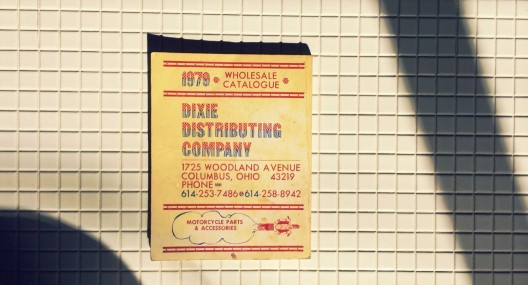 1979 WHOLESALE
CATALOGUE
DIXIE
DISTRIBUTING
COMPANY
1725 WOODLAND AVENUE
COLUMBUS, OHIO 43219
PHONE
614-253-7486 614-258-8942
MOTORCYCLE PARTS
& ACCESSORIES